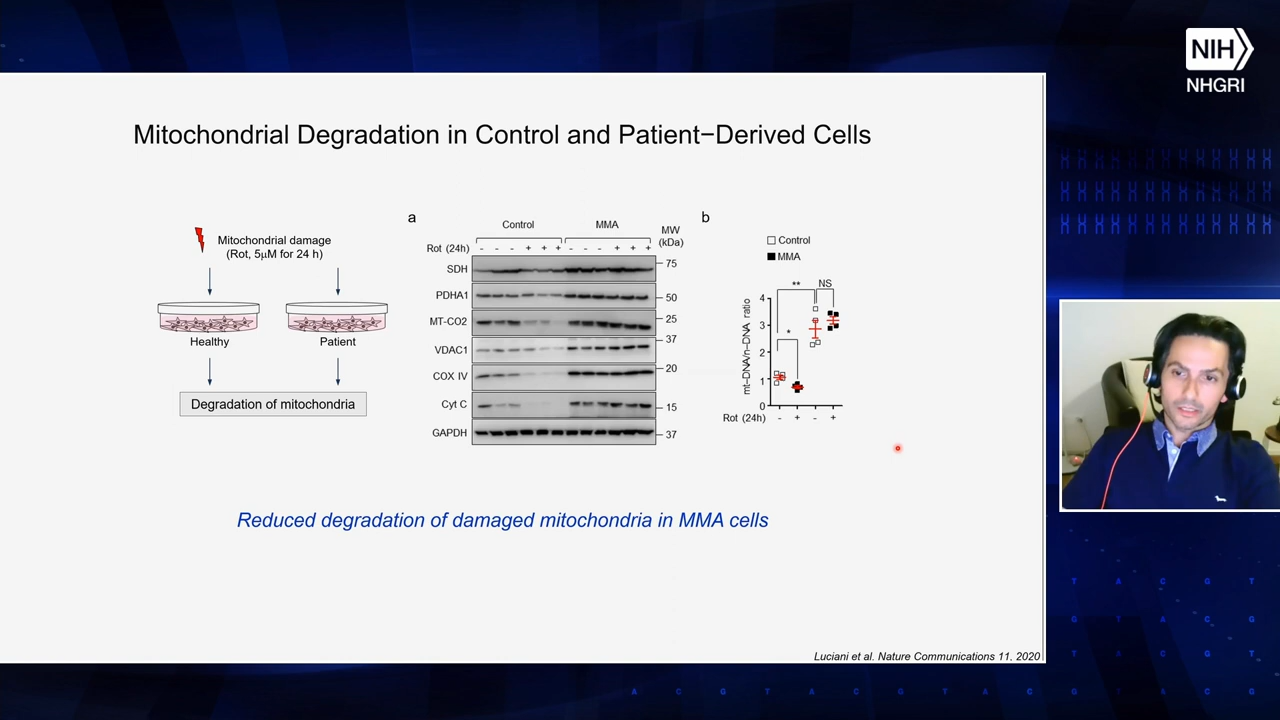 NIH
NHGRI
Mitochondrial Degradation in Control and Patient−Derived Cells
Mitochondrial damage
(Rot, 5µM for 24 h)
Healthy
Patient
Degradation of mitochondria
a
Control
MMA
MW
(kDa)
Rot (24h)
- - - + + + - - - + + +
SDH
75
PDHA1
50
MT-CO2
25
VDAC1
37
COX IV
20
Cyt C
15
GAPDH
37
b
Control
MMA
** NS
*
mt−DNA/n−DNA ratio
4
3
2
1
0
Rot (24h) - + - +
Reduced degradation of damaged mitochondria in MMA cells
Luciani et al. Nature Communications 11, 2020
T A C G T
G T A C G
T A C G T
A C G T A C G T A C G T A C G